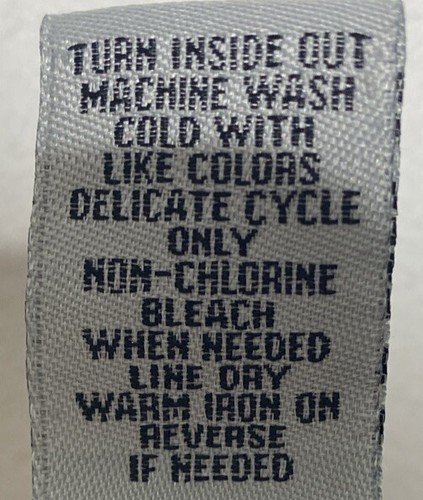 TURN INSIDE OUT
MACHINE WASH
COLD WITH
LIKE COLORS
DELICATE CYCLE
ONLY
NON-CHLORINE
BLEACH
WHEN NEEDED
LINE DRY
WARM IRON ON
REVERSE
IF NEEDED